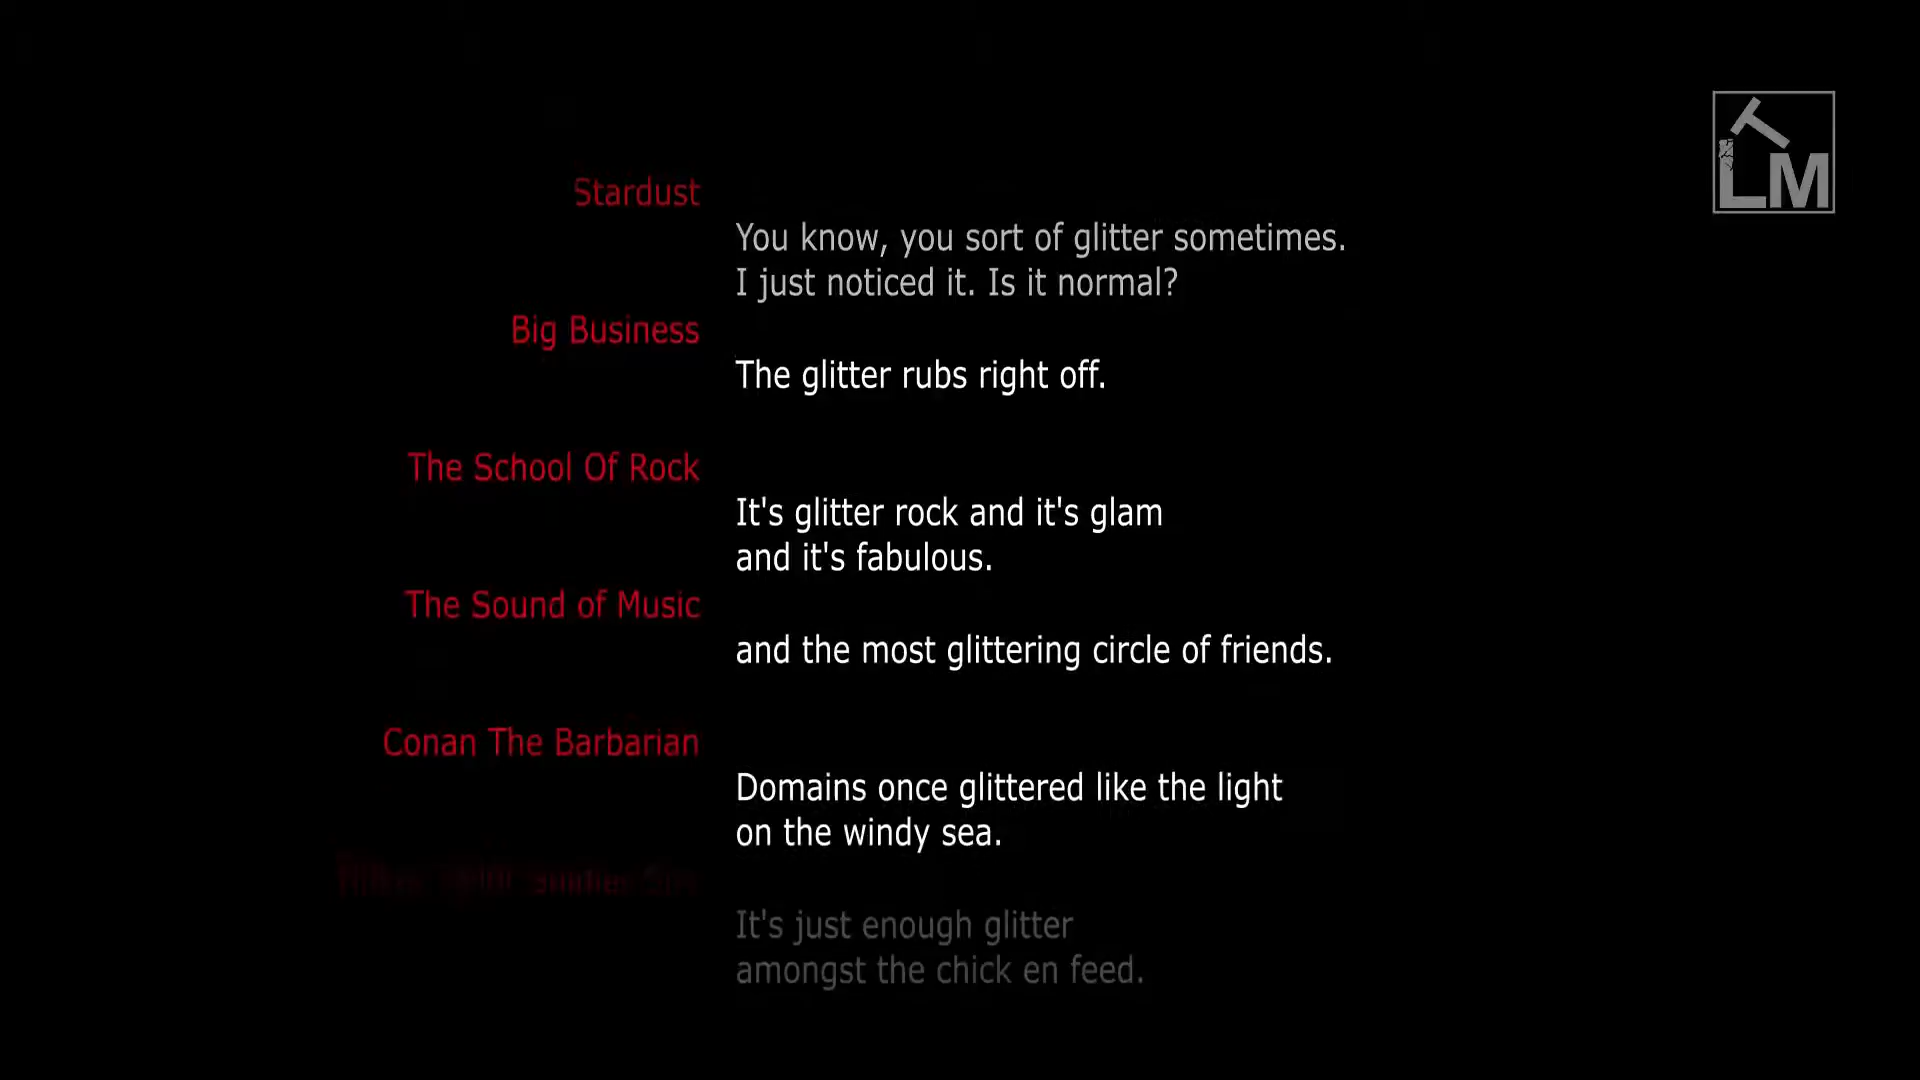 Stardust
You know, you sort of glitter sometimes.
I just noticed it. Is it normal?
Big Business
The glitter rubs right off.
The School Of Rock
It's glitter rock and it's glam
and it's fabulous.
The Sound of Music
and the most glittering circle of friends.
Conan The Barbarian
Domains once glittered like the light
on the windy sea.
It's just enough glitter
amongst the chick en feed.
TLM